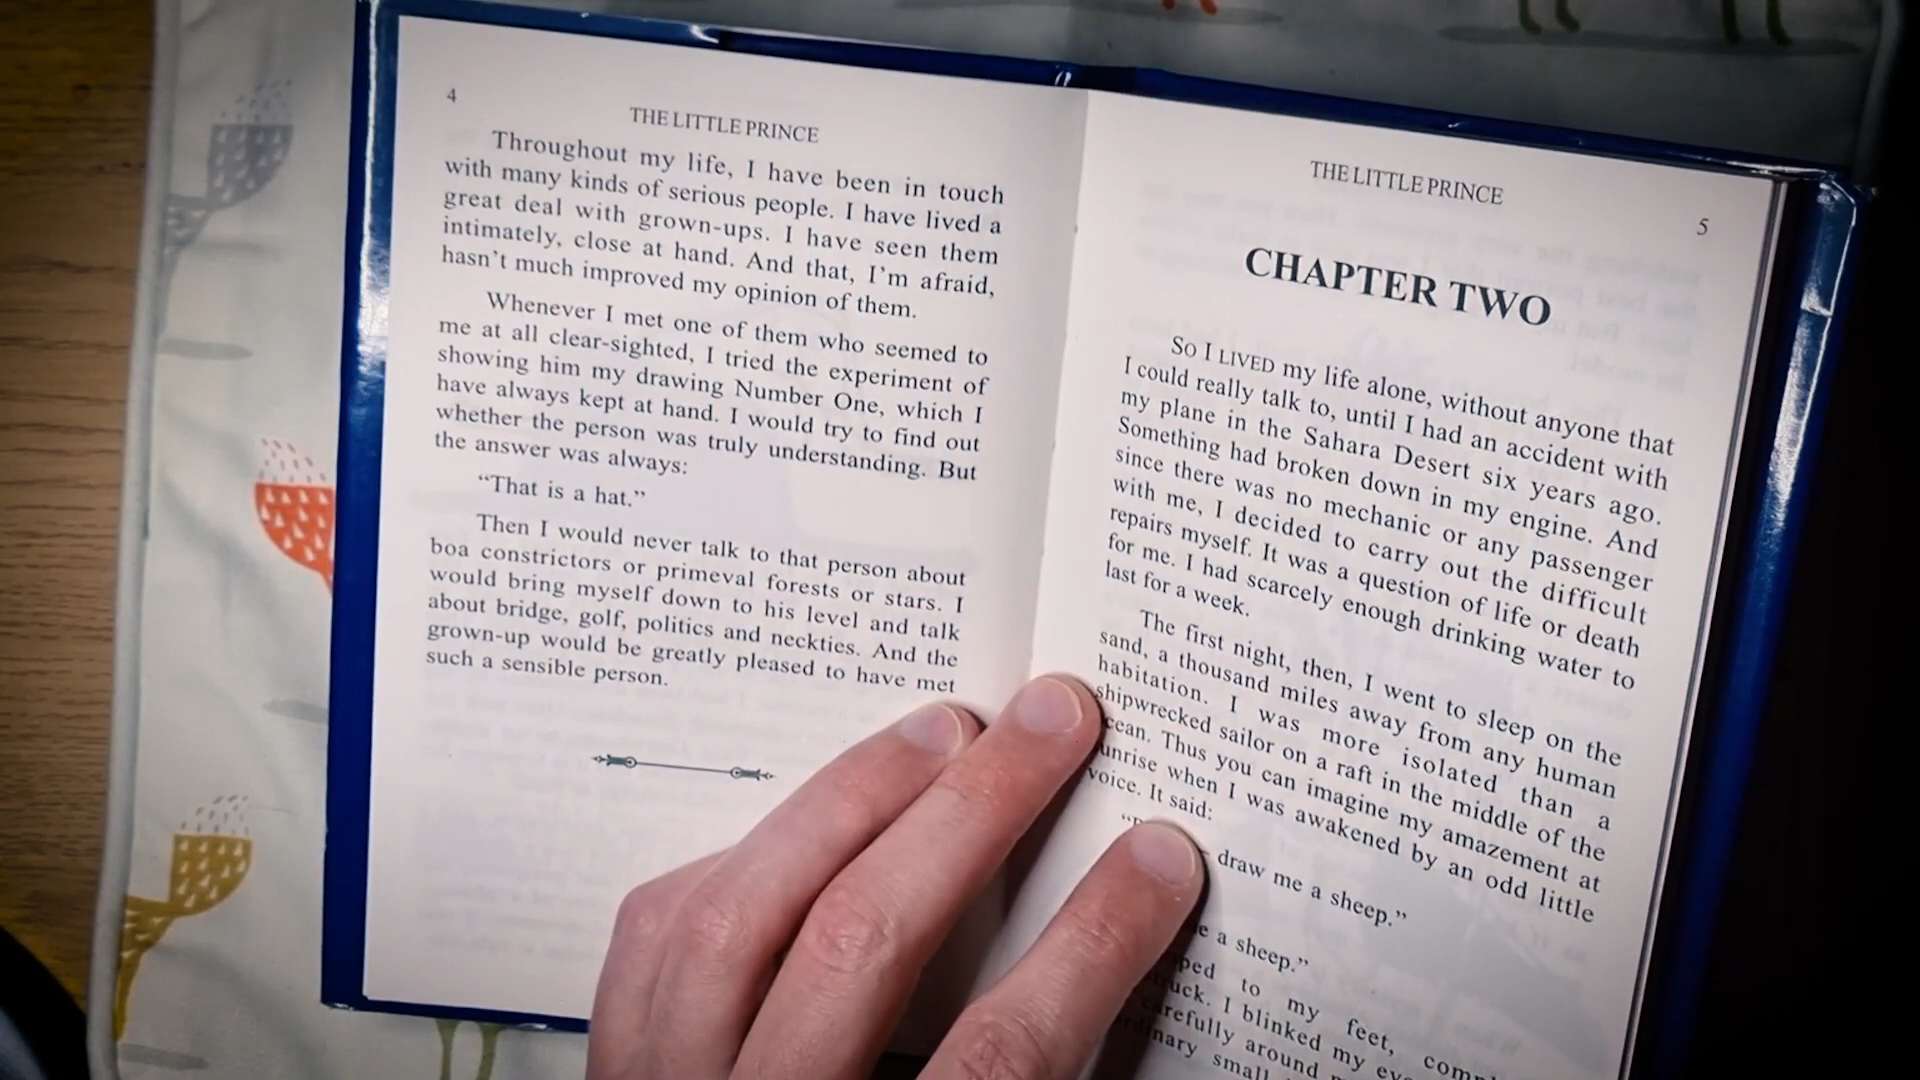 4
THE LITTLE PRINCE
Throughout my life, I have been in touch
with many kinds of serious people. I have lived a
great deal with grown-ups. I have seen them
intimately, close at hand. And that, I'm afraid,
hasn't much improved my opinion of them.
Whenever I met one of them who seemed to
me at all clear-sighted, I tried the experiment of
showing him my drawing Number One, which I
have always kept at hand. I would try to find out
whether the person was truly understanding. But
the answer was always:
“That is a hat.”
Then I would never talk to that person about
boa constrictors or primeval forests or stars. I
would bring myself down to his level and talk
about bridge, golf, politics and neckties. And the
grown-up would be greatly pleased to have met
such a sensible person.
THE LITTLE PRINCE
5
CHAPTER TWO
SO I LIVED my life alone, without anyone that
I could really talk to, until I had an accident with
my plane in the Sahara Desert six years ago.
Something had broken down in my engine. And
since there was no mechanic or any passenger
with me, I decided to carry out the difficult
repairs myself. It was a question of life or death
for me. I had scarcely enough drinking water to
last for a week.
The first night, then, I went to sleep on the
sand, a thousand miles away from any human
habitation. I was more isolated than a
shipwrecked sailor on a raft in the middle of the
ocean. Thus you can imagine my amazement at
sunrise when I was awakened by an odd little
voice. It said:
draw me a sheep.”
a sheep.”
to my feet,
I blinked my
carefully around
small